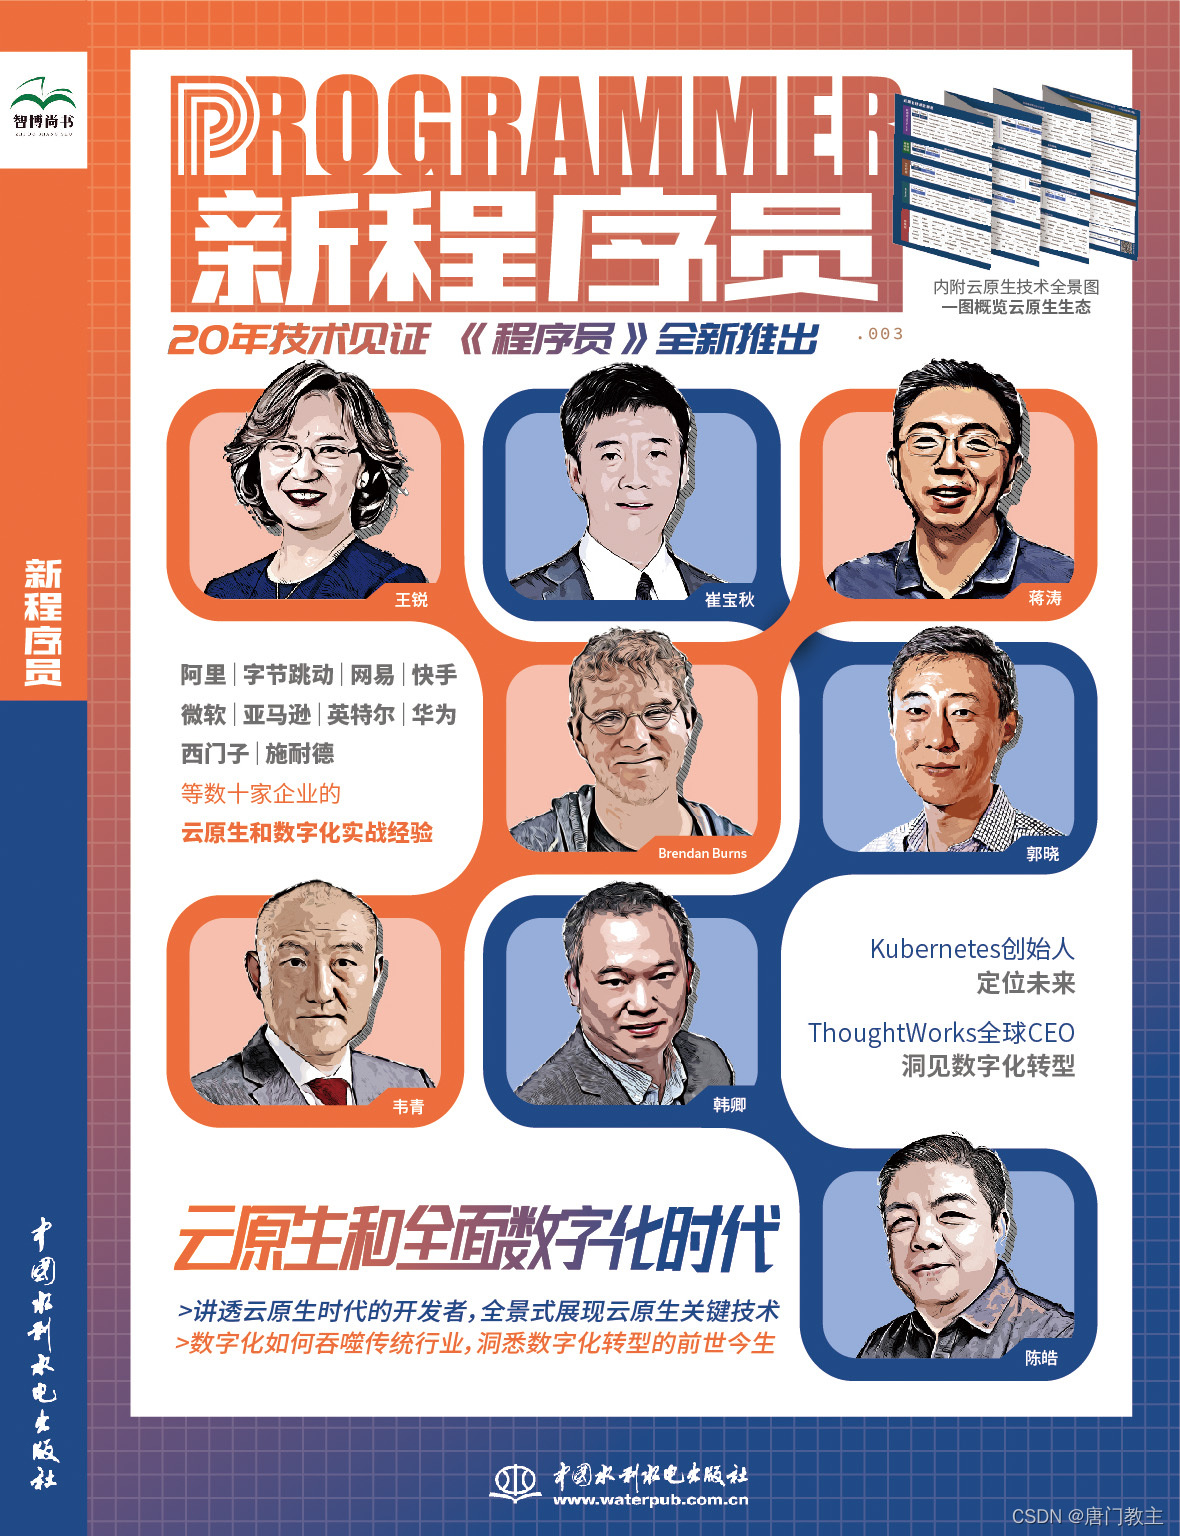 智博尚书
ZHI BO SHANG SHU
新程序员
中國水利水电出版社
PROGRAMMER
新程序员
内附云原生技术全景图
一图概览云原生生态
20年技术见证 《程序员》全新推出
.003
王锐
崔宝秋
蒋涛
阿里|字节跳动|网易|快手
微软|亚马逊|英特尔|华为
西门子|施耐德
等数十家企业的
云原生和数字化实战经验
Brendan Burns
郭晓
韦青
韩卿
Kubernetes创始人
定位未来
ThoughtWorks全球CEO
洞见数字化转型
云原生和全面数字化时代
>讲透云原生时代的开发者，全景式展现云原生关键技术
>数字化如何吞噬传统行业，洞悉数字化转型的前世今生
陈皓
中國水利水电出版社
www.waterpub.com.cn
CSDN @唐门教主